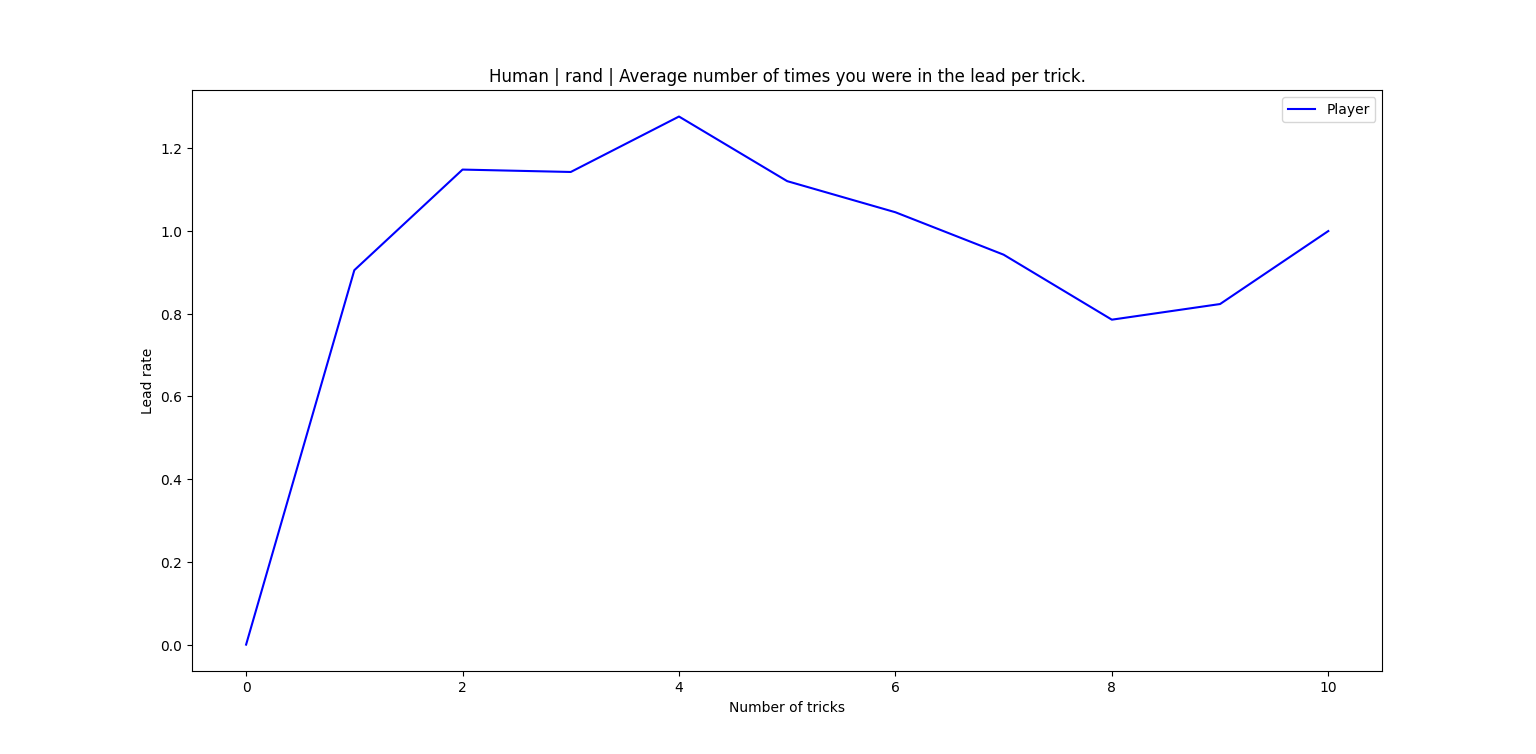 Human | rand | Average number of times you were in the lead per trick.
Player
1.2
1.0
0.8
0.6
0.4
0.2
0.0
Lead rate
0 2 4 6 8 10
Number of tricks